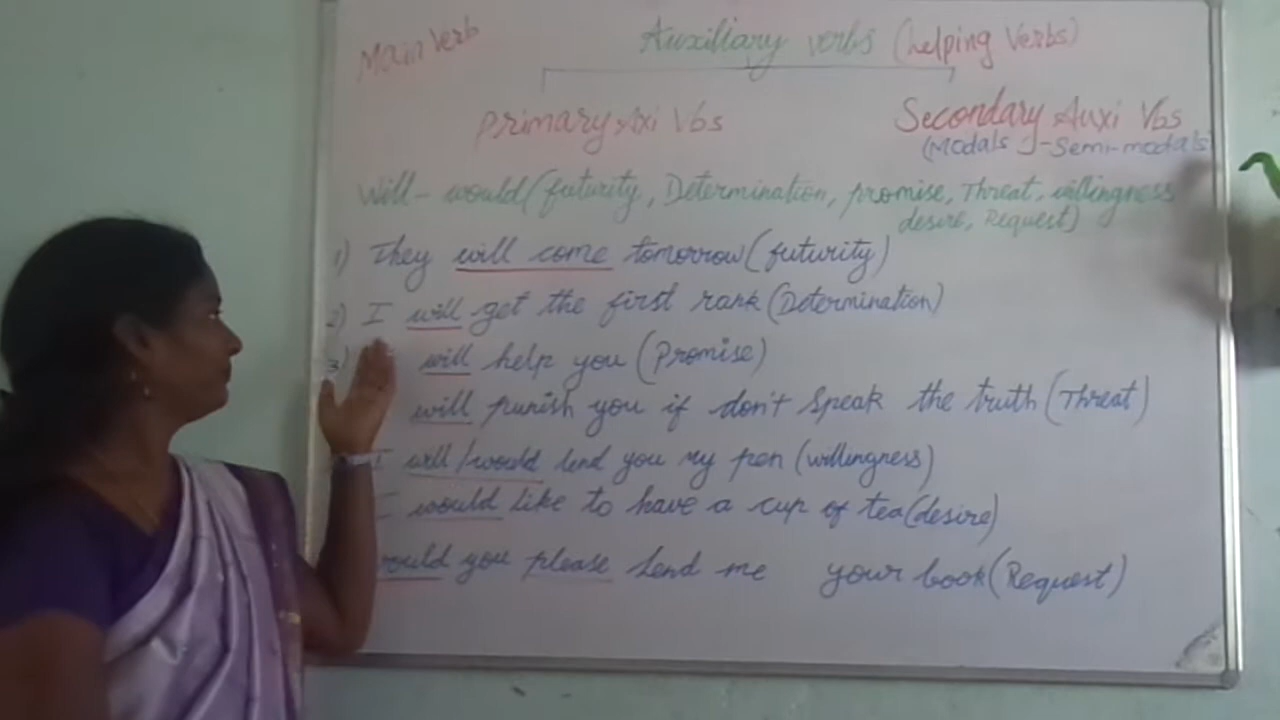 Main Verb
Auxiliary verbs (helping Verbs)
Primary Axi Vbs
Secondary Auxi Vbs
(Modals - Semi-modals
Will - would (futurity, Determination, promise, Threat, willingness
desire, Request)
1) They will come tomorrow (futurity)
2) I will get the first rank (Determination)
3) will help you (Promise)
will punish you if don't speak the truth (Threat)
I will/would lend you my pen (willingness)
I would like to have a cup of tea (desire)
would you please lend me your book (Request)